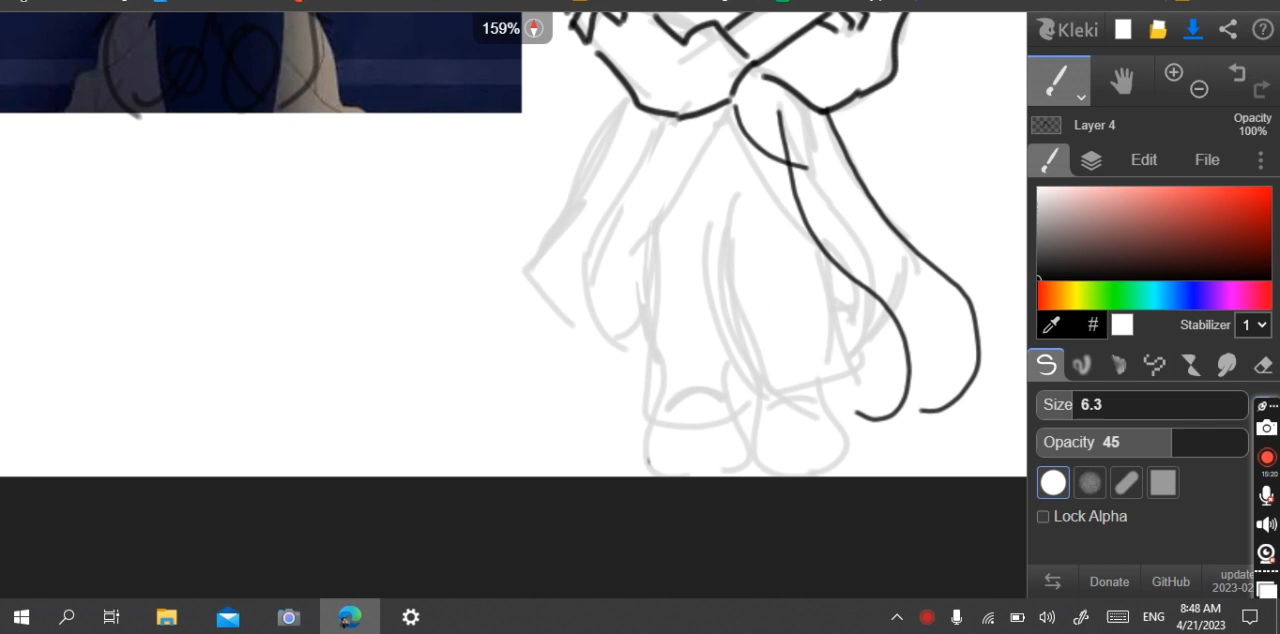 159%
Kleki
Layer 4
Opacity
100%
Edit
File
#
Stabilizer
1
Size 6.3
Opacity 45
Lock Alpha
Donate
GitHub
update
2023-02
ENG
8:48 AM
4/21/2023